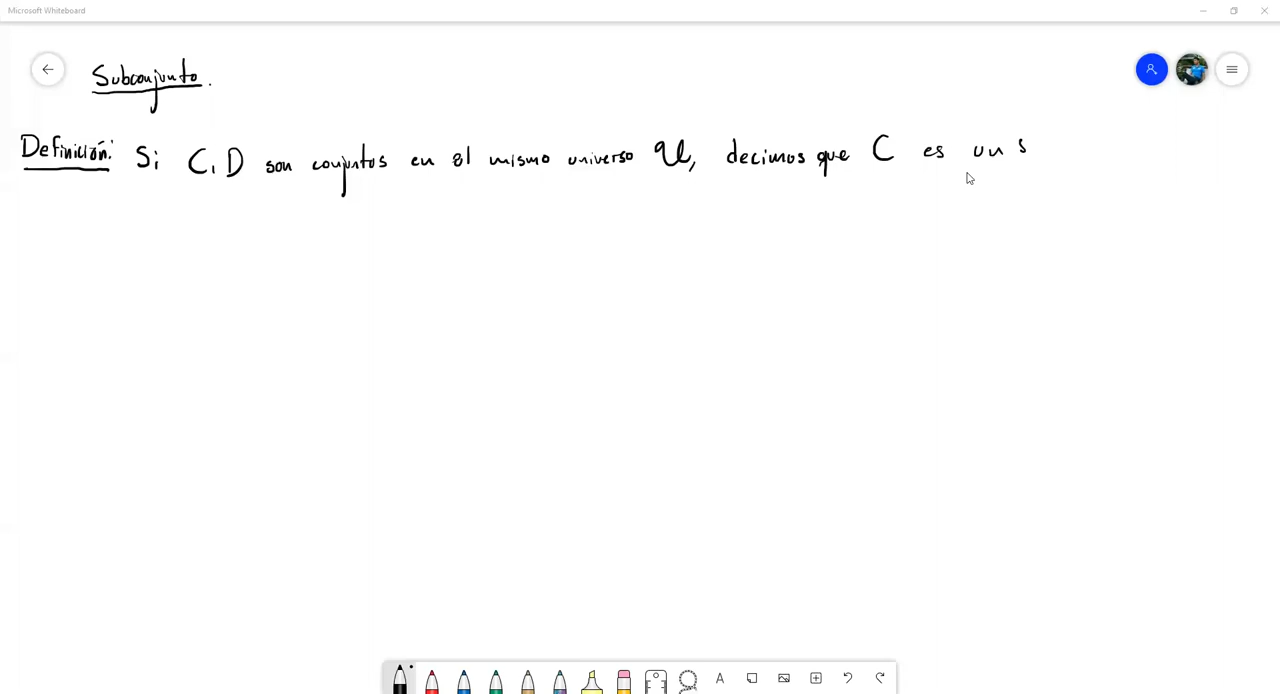 Microsoft Whiteboard
Subconjunto.
Definición: Si C, D son conjuntos en el mismo universo 𝒰, decimos que C es un s
A